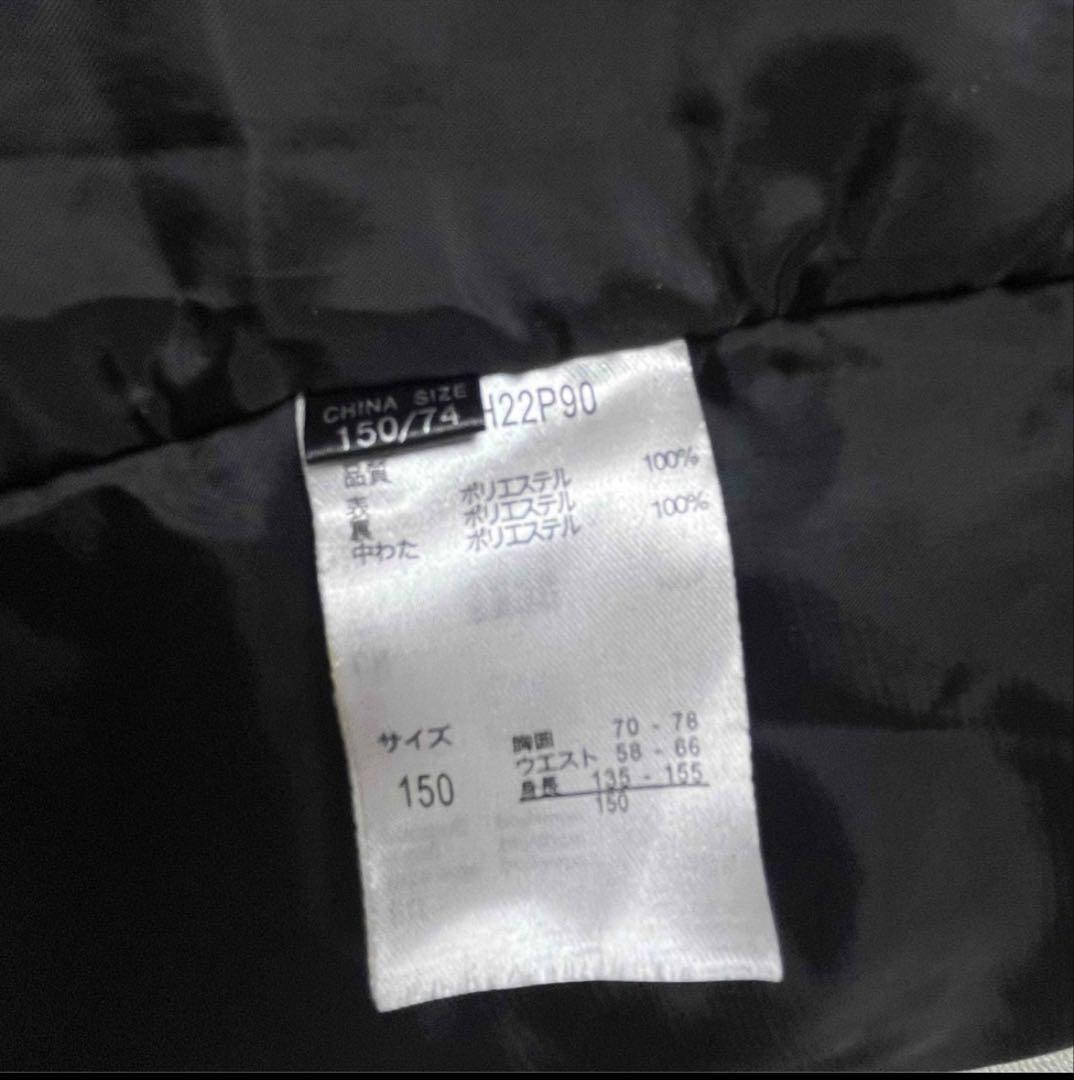 CHINA SIZE
150/74
H22P90
品質
表 ポリエステル 100%
裏 ポリエステル 100%
中わた ポリエステル
サイズ
150
胸囲 70 - 78
ウエスト 58 - 66
身長 135 - 155
150